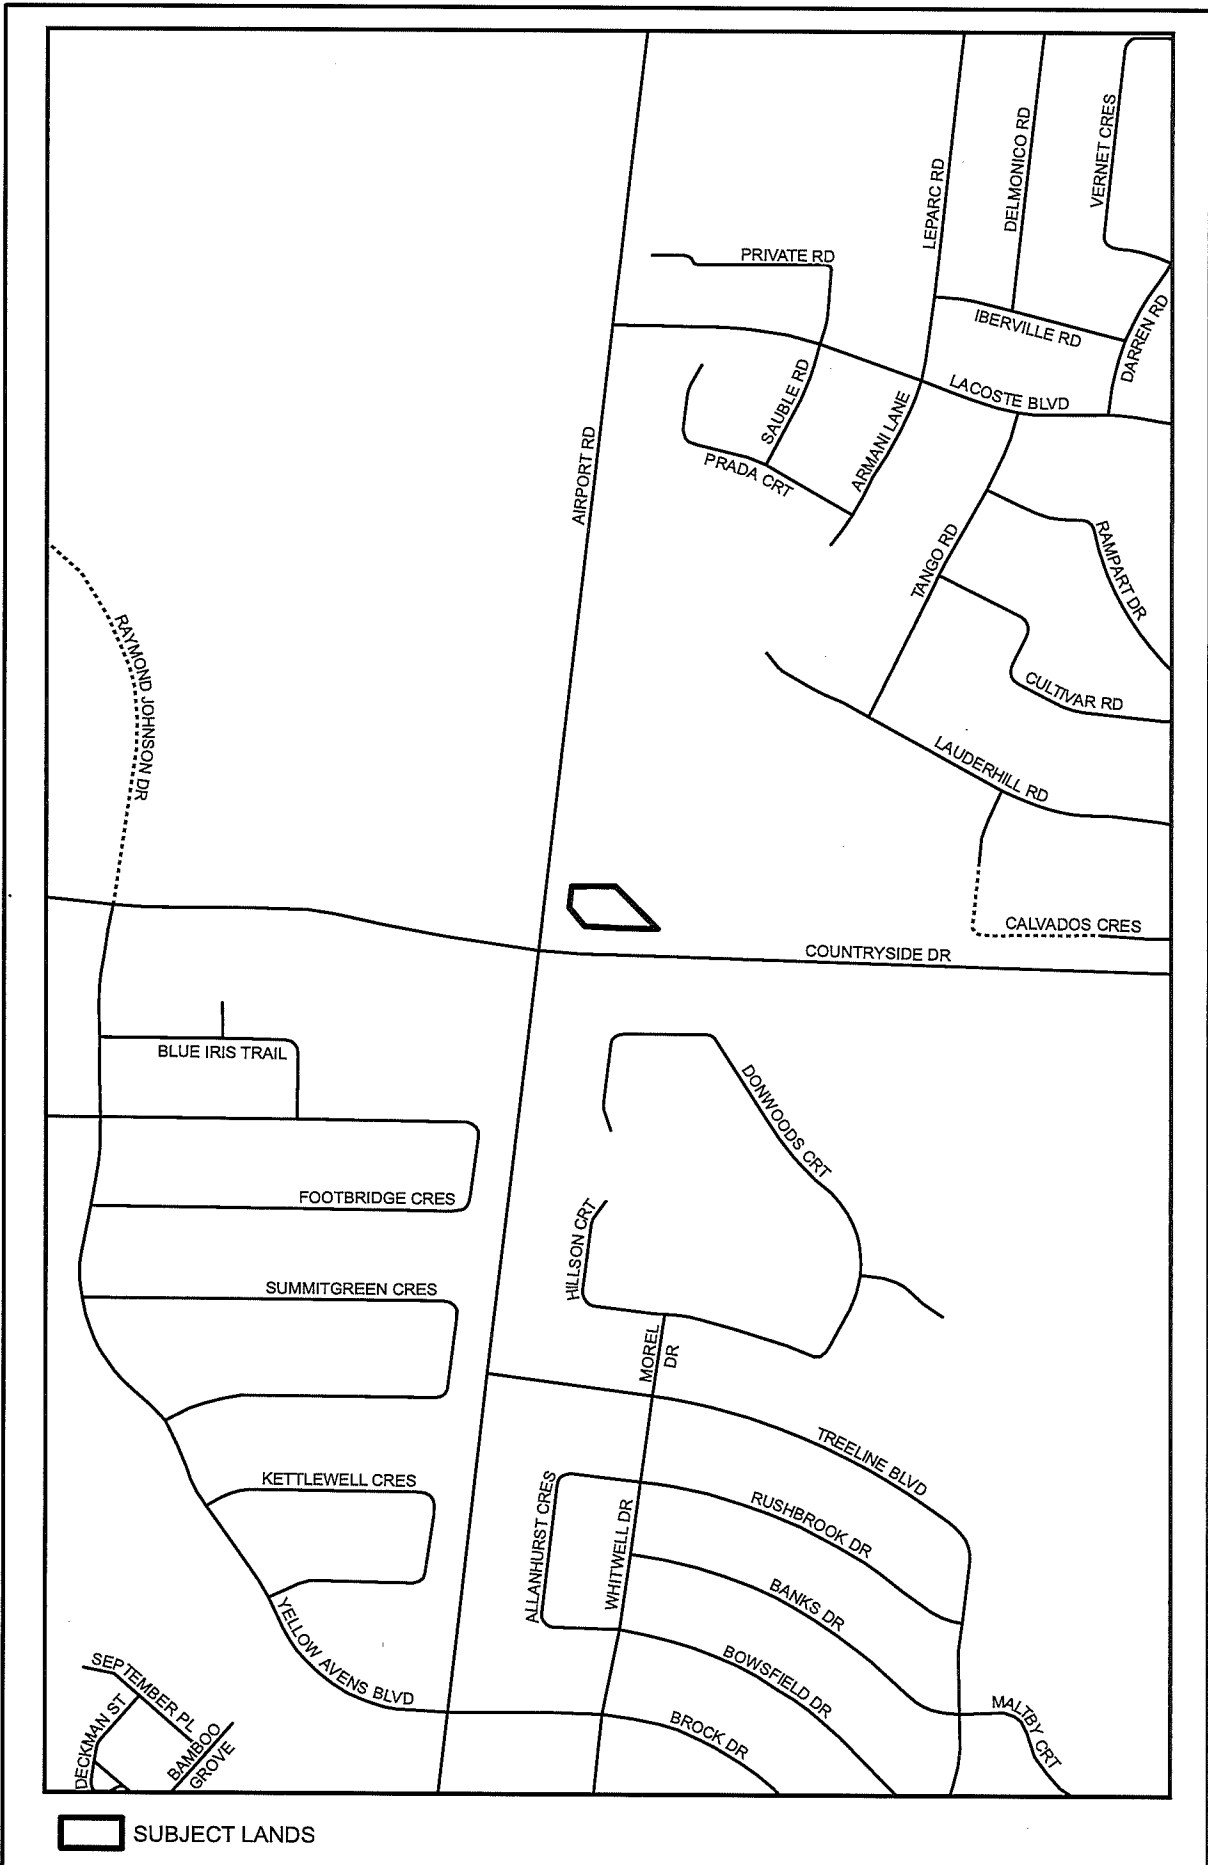 VERNET CRES
DELMONICO RD
LEPARC RD
PRIVATE RD
IBERVILLE RD
DARREN RD
LACOSTE BLVD
SAUBLE RD
ARMANI LANE
PRADA CRT
AIRPORT RD
TANGO RD
RAMPART DR
RAYMOND JOHNSON DR
CULTIVAR RD
LAUDERHILL RD
CALVADOS CRES
COUNTRYSIDE DR
BLUE IRIS TRAIL
DONWOODS CRT
FOOTBRIDGE CRES
HILLSON CRT
SUMMITGREEN CRES
MOREL
DR
TREELINE BLVD
KETTLEWELL CRES
ALLANHURST CRES
WHITWELL DR
RUSHBROOK DR
BANKS DR
YELLOW AVENS BLVD
BOWSFIELD DR
SEPTEMBER PL
DECKMAN ST
BAMBOO
GROVE
BROCK DR
MALTBY CRT
SUBJECT LANDS